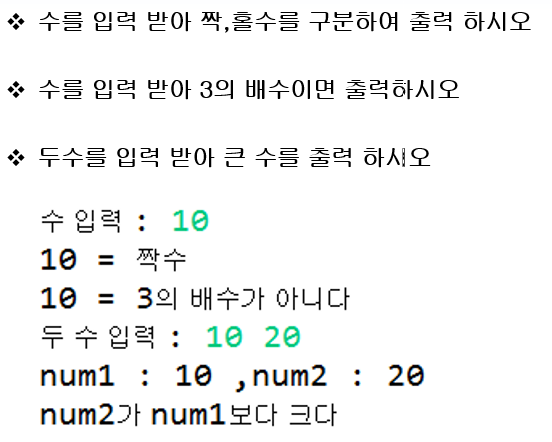 ❖ 수를 입력 받아 짝,홀수를 구분하여 출력 하시오
❖ 수를 입력 받아 3의 배수이면 출력하시오
❖ 두수를 입력 받아 큰 수를 출력 하시오
수 입력 : 10
10 = 짝수
10 = 3의 배수가 아니다
두 수 입력 : 10 20
num1 : 10 ,num2 : 20
num2가 num1보다 크다